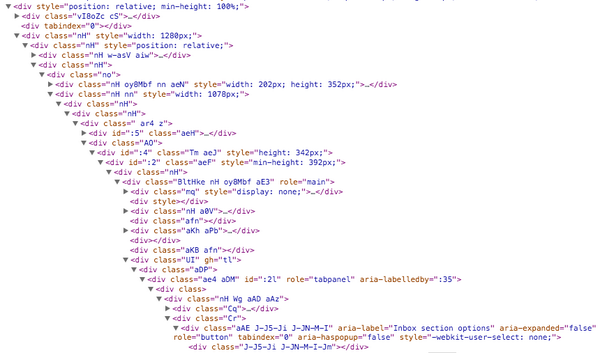 ▼<div style="position: relative; min-height: 100%;">
▶<div class="vI8oZc cS">…</div>
<div tabindex="0"></div>
▼<div class="nH" style="width: 1280px;">
▼<div class="nH" style="position: relative;">
▶<div class="nH w-asV aiw">…</div>
▼<div class="nH">
▼<div class="no">
▶<div class="nH oy8Mbf nn aeN" style="width: 202px; height: 352px;">…</div>
▼<div class="nH nn" style="width: 1078px;">
▼<div class="nH">
▼<div class="nH">
▼<div class=" ar4 z">
▶<div id=":5" class="aeH">…</div>
▼<div class="AO">
▼<div id=":4" class="Tm aeJ" style="height: 342px;">
▼<div id=":2" class="aeF" style="min-height: 392px;">
▼<div class="nH">
▼<div class="BltHke nH oy8Mbf aE3" role="main">
▶<div class="mq" style="display: none;">…</div>
<div style></div>
▶<div class="nH a0V">…</div>
<div class="afn"></div>
▶<div class="aKh aPb">…</div>
<div></div>
<div class="aKB afn"></div>
▼<div class="UI" gh="tl">
▼<div class="aDP">
▼<div class="ae4 aDM" id=":2l" role="tabpanel" aria-labelledby=":35">
▼<div class>
▼<div class="nH Wg aAD aAz">
▶<div class="Cq">…</div>
▼<div class="Cr">
▼<div class="aAE J-J5-Ji J-JN-M-I" aria-label="Inbox section options" aria-expanded="false"
role="button" tabindex="0" aria-haspopup="false" style="-webkit-user-select: none;">
<div class="J-J5-Ji J-JN-M-I-Jm">